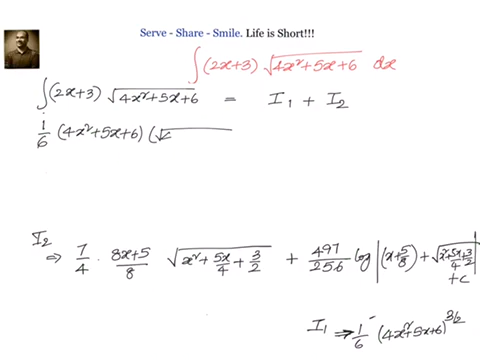 Serve - Share - Smile. Life is Short!!!
∫ (2x+3) √(4x²+5x+6) dx
∫ (2x+3) √(4x²+5x+6) = I₁ + I₂
1/6 (4x²+5x+6) (√4
I₂
⇒ 7/4 · (8x+5)/8 √(x² + 5x/4 + 3/2) + 497/256 log |(x+5/8) + √(x²+5x/4+3/2)|
+c
I₁ ⇒ 1/6 (4x²+5x+6)^3/2